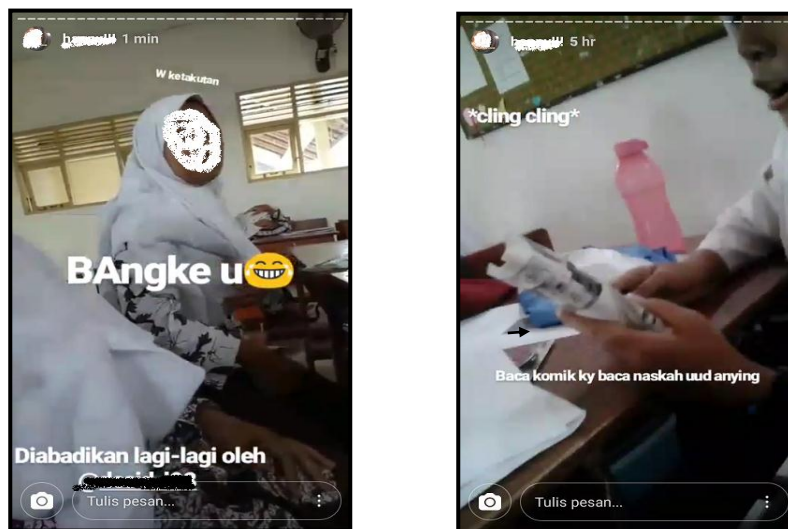 1 min
W ketakutan
BAngke u😁
Diabadikan lagi-lagi oleh
Tulis pesan...
5 hr
*cling cling*
Baca komik ky baca naskah uud anying
Tulis pesan...